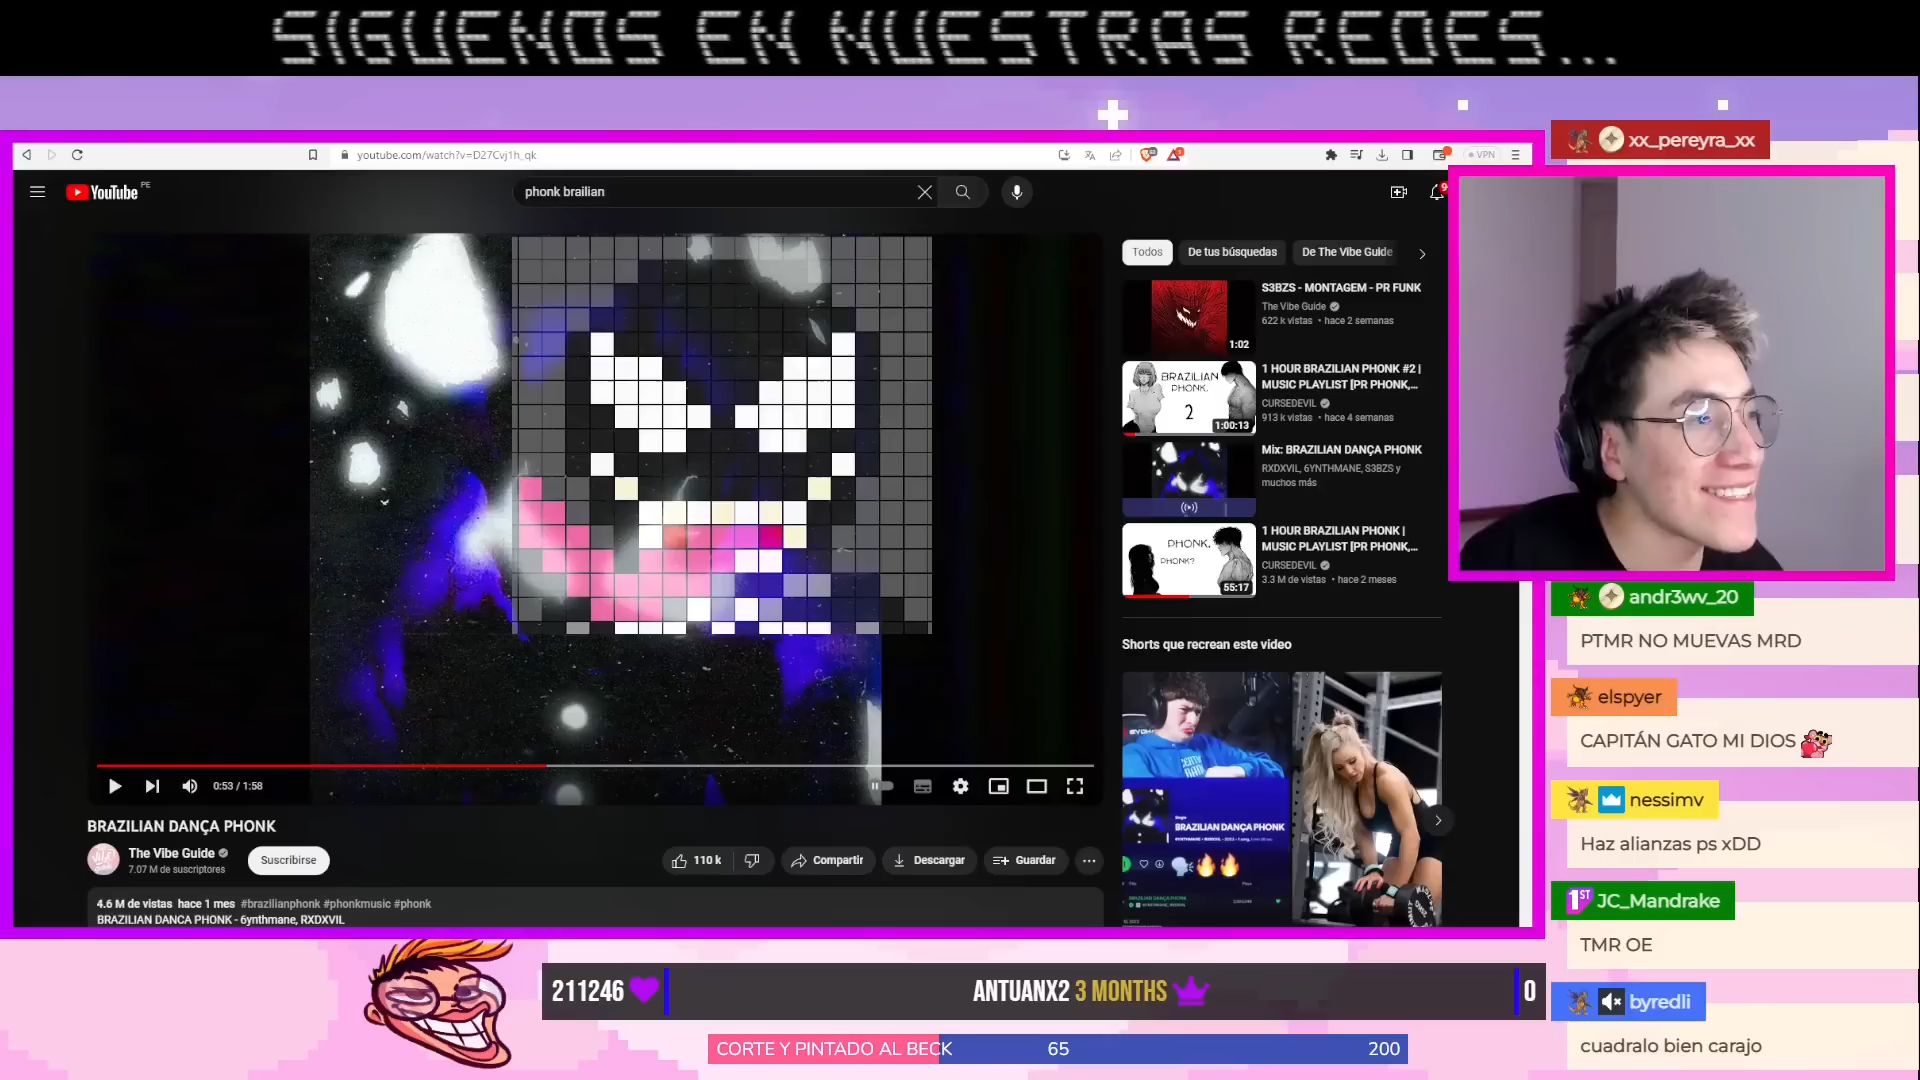 SIGUENOS EN NUESTRAS REDES...
youtube.com/watch?v=D27Cvj1h_qk
VPN
YouTube PE
phonk brailian
Todos
De tus búsquedas
De The Vibe Guide
S3BZS - MONTAGEM - PR FUNK
The Vibe Guide
622 k vistas • hace 2 semanas
1:02
BRAZILIAN
PHONK.
2
1:00:13
1 HOUR BRAZILIAN PHONK #2 |
MUSIC PLAYLIST [PR PHONK,...
CURSEDEVIL
913 k vistas • hace 4 semanas
Mix: BRAZILIAN DANÇA PHONK
RXDXVIL, 6YNTHMANE, S3BZS y
muchos más
PHONK,
PHONK?
55:17
1 HOUR BRAZILIAN PHONK |
MUSIC PLAYLIST [PR PHONK,...
CURSEDEVIL
3.3 M de vistas • hace 2 meses
Shorts que recrean este video
BRAZILIAN DANÇA PHONK
0:53 / 1:58
BRAZILIAN DANÇA PHONK
The Vibe Guide
7.07 M de suscriptores
Suscribirse
110 k
Compartir
Descargar
Guardar
4.6 M de vistas hace 1 mes #brazilianphonk #phonkmusic #phonk
BRAZILIAN DANCA PHONK - 6ynthmane, RXDXVIL
xx_pereyra_xx
andr3wv_20
PTMR NO MUEVAS MRD
elspyer
CAPITÁN GATO MI DIOS
nessimv
Haz alianzas ps xDD
1ST JC_Mandrake
TMR OE
byredli
cuadralo bien carajo
211246
ANTUANX2 3 MONTHS
0
CORTE Y PINTADO AL BECK
65
200